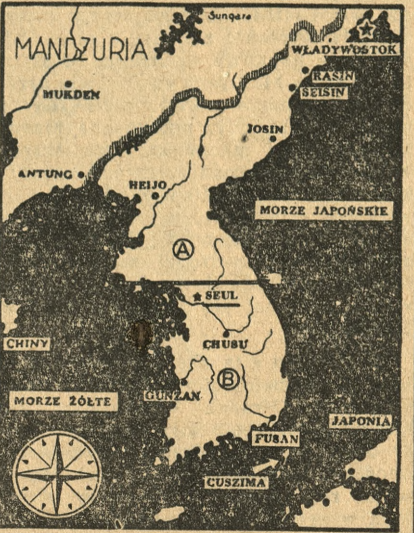 Sungara
MANDŻURIA
WŁADYWOSTOK
RASIN
SEISIN
MUKDEN
JOSIN
ANTUNG
HEIJO
MORZE JAPOŃSKIE
A
SEUL
CHINY
CHUSU
B
MORZE ŻÓŁTE
GUNZAN
JAPONIA
FUSAN
CUSZIMA